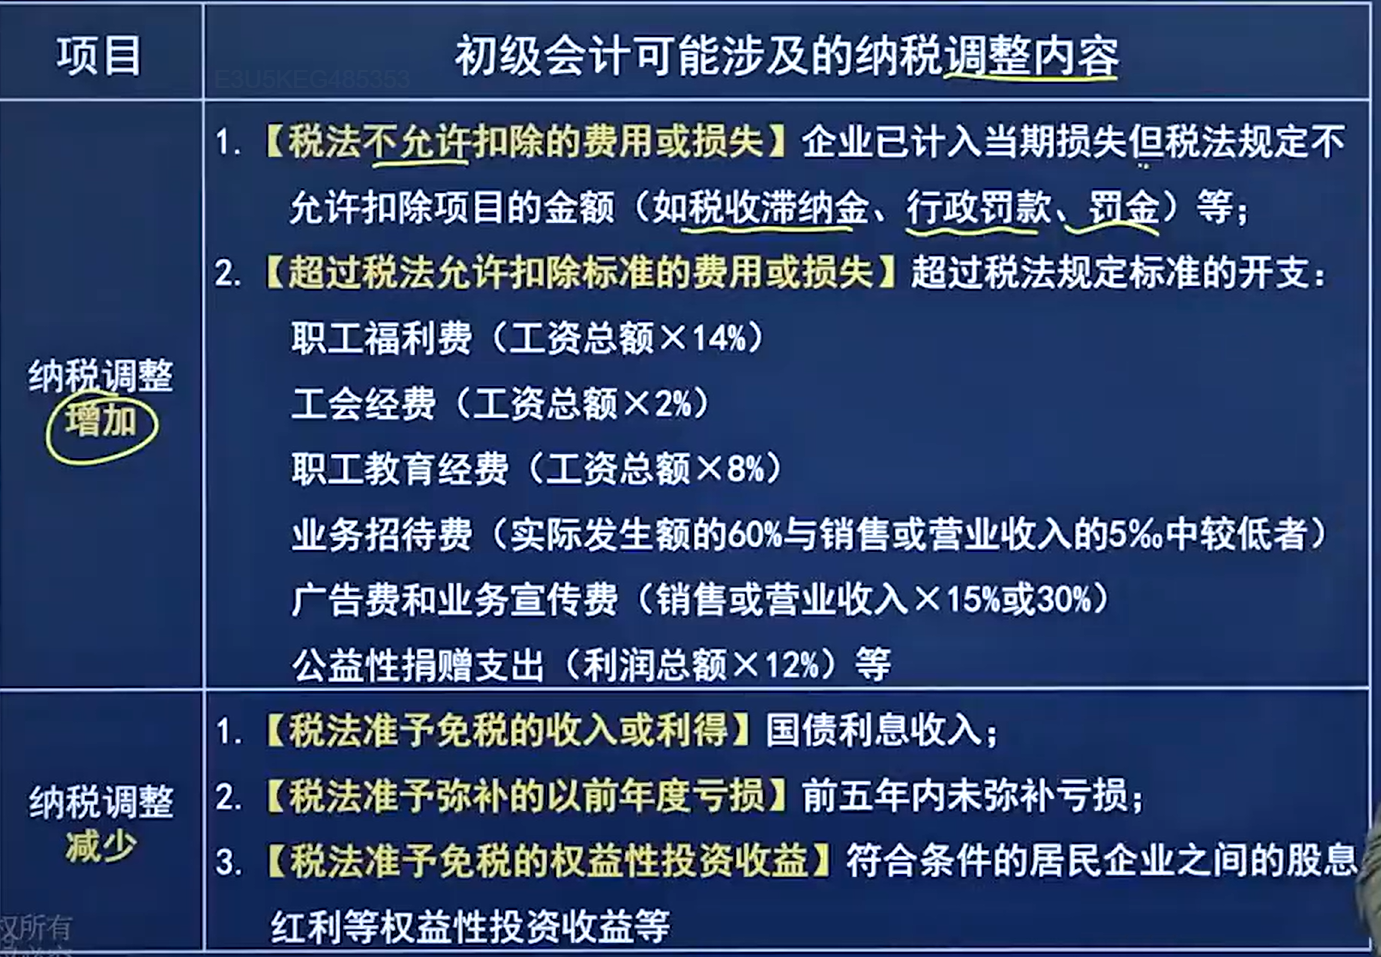 项目
初级会计可能涉及的纳税调整内容
E3U5KEG485353
纳税调整
增加
1. 【税法不允许扣除的费用或损失】企业已计入当期损失但税法规定不
允许扣除项目的金额（如税收滞纳金、行政罚款、罚金）等；
2. 【超过税法允许扣除标准的费用或损失】超过税法规定标准的开支：
职工福利费（工资总额×14%）
工会经费（工资总额×2%）
职工教育经费（工资总额×8%）
业务招待费（实际发生额的60%与销售或营业收入的5‰中较低者）
广告费和业务宣传费（销售或营业收入×15%或30%）
公益性捐赠支出（利润总额×12%）等
纳税调整
减少
1. 【税法准予免税的收入或利得】国债利息收入；
2. 【税法准予弥补的以前年度亏损】前五年内未弥补亏损；
3. 【税法准予免税的权益性投资收益】符合条件的居民企业之间的股息
红利等权益性投资收益等
权所有